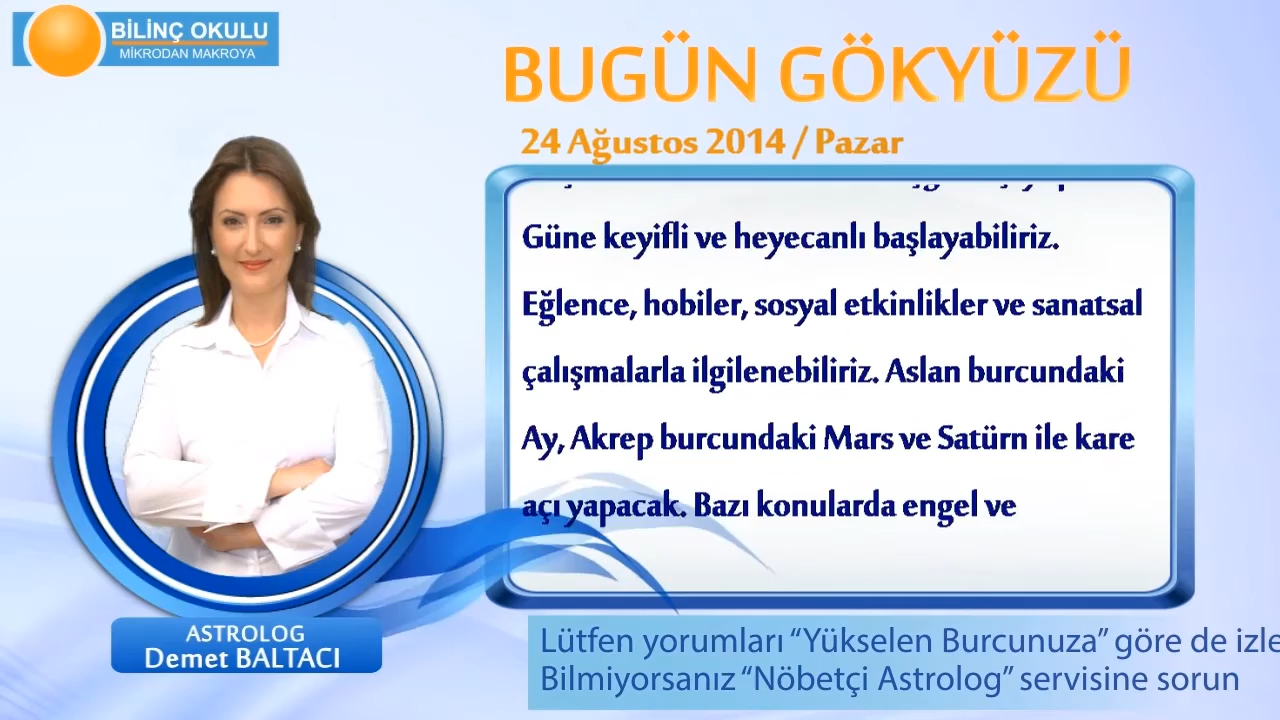 BİLİNÇ OKULU
MİKRODAN MAKROYA
BUGÜN GÖKYÜZÜ
24 Ağustos 2014 / Pazar
Güne keyifli ve heyecanlı başlayabiliriz.
Eğlence, hobiler, sosyal etkinlikler ve sanatsal
çalışmalarla ilgilenebiliriz. Aslan burcundaki
Ay, Akrep burcundaki Mars ve Satürn ile kare
açı yapacak. Bazı konularda engel ve
ASTROLOG
Demet BALTACI
Lütfen yorumları “Yükselen Burcunuza” göre de izle
Bilmiyorsanız “Nöbetçi Astrolog” servisine sorun